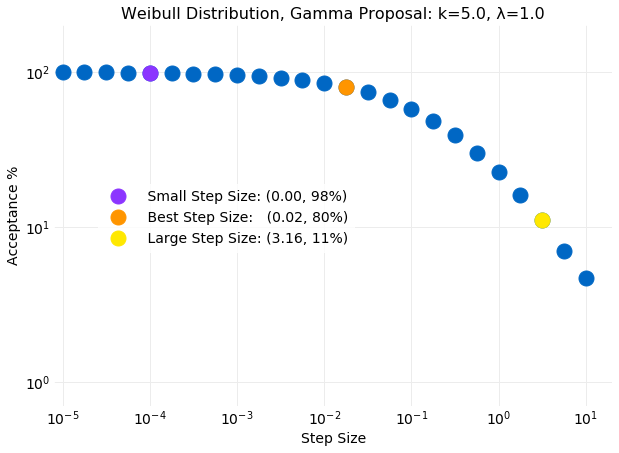 Weibull Distribution, Gamma Proposal: k=5.0, λ=1.0
Acceptance %
10²
10¹
10⁰
Small Step Size: (0.00, 98%)
Best Step Size: (0.02, 80%)
Large Step Size: (3.16, 11%)
10⁻⁵ 10⁻⁴ 10⁻³ 10⁻² 10⁻¹ 10⁰ 10¹
Step Size